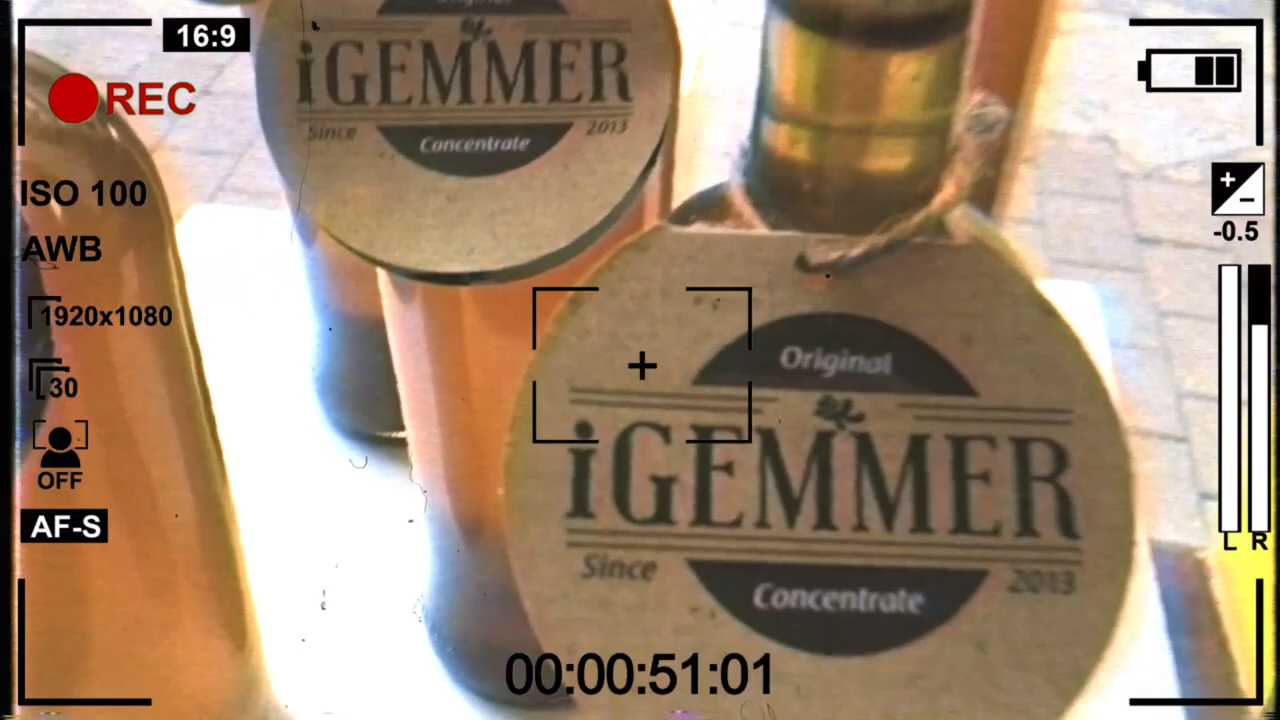 16:9
REC
ISO 100
AWB
1920x1080
30
OFF
AF-S
-0.5
L R
Original
iGEMMER
Since 2013
Concentrate
Original
iGEMMER
Since 2013
Concentrate
00:00:51:01